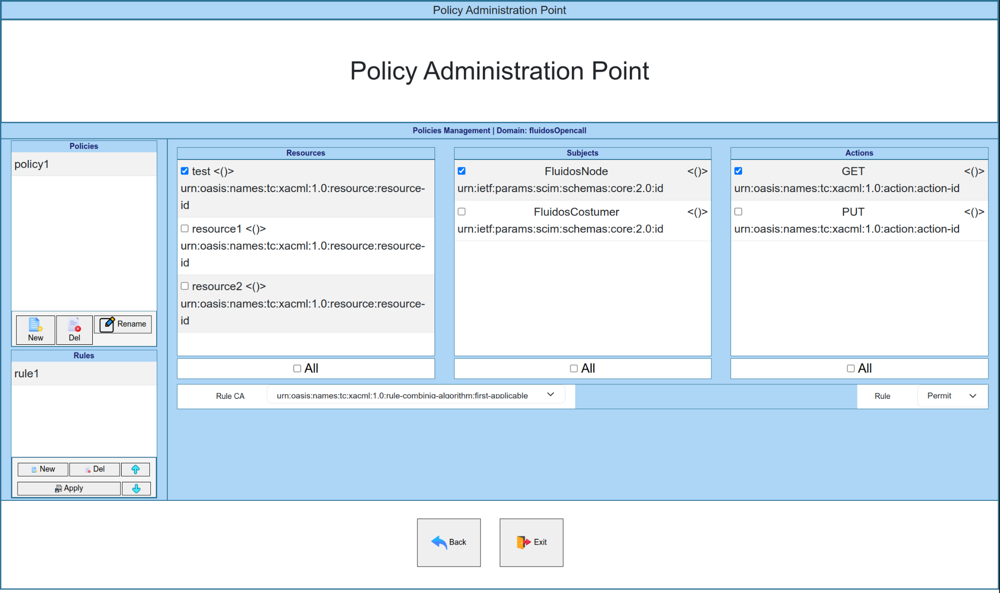 Policy Administration Point
Policy Administration Point
Policies Management | Domain: fluidosOpencall
Policies
policy1
New
Del
Rename
Rules
rule1
New
Del
Apply
Resources
test <()>
urn:oasis:names:tc:xacml:1.0:resource:resource-
id
resource1 <()>
urn:oasis:names:tc:xacml:1.0:resource:resource-
id
resource2 <()>
urn:oasis:names:tc:xacml:1.0:resource:resource-
id
All
Subjects
FluidosNode <()>
urn:ietf:params:scim:schemas:core:2.0:id
FluidosCostumer <()>
urn:ietf:params:scim:schemas:core:2.0:id
All
Actions
GET <()>
urn:oasis:names:tc:xacml:1.0:action:action-id
PUT <()>
urn:oasis:names:tc:xacml:1.0:action:action-id
All
Rule CA
urn:oasis:names:tc:xacml:1.0:rule-combinig-algorithm:first-applicable
Rule
Permit
Back
Exit